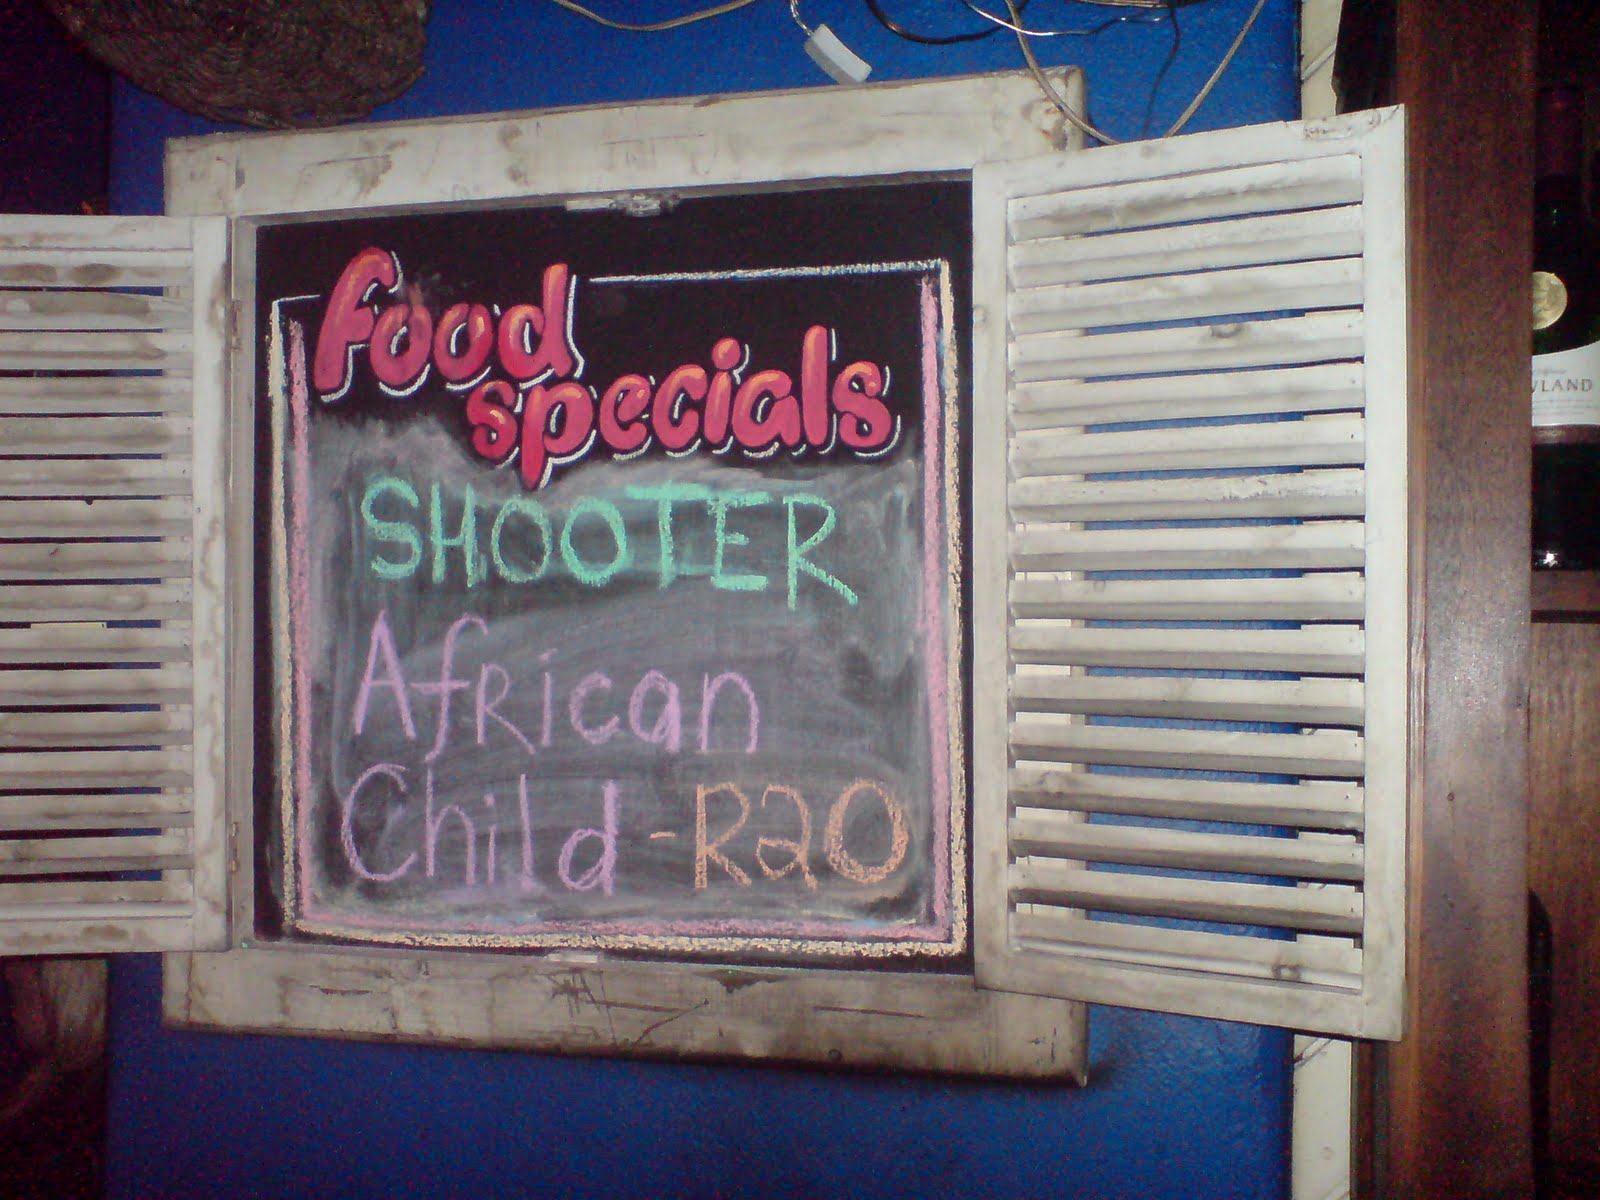 food
specials
SHOOTER
African
Child - R20